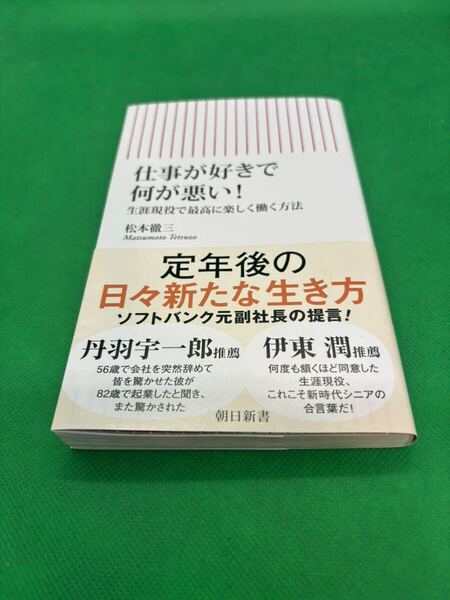 仕事が好きで
何が悪い！
生涯現役で最高に楽しく働く方法
松本徹三
Matsumoto Tetsuzo
定年後の
日々新たな生き方
ソフトバンク元副社長の提言！
丹羽宇一郎推薦
56歳で会社を突然辞めて
皆を驚かせた彼が
82歳で起業したと聞き、
また驚かされた
伊東 潤推薦
何度も頷くほど同意した
生涯現役、
これこそ新時代シニアの
合言葉だ！
朝日新書